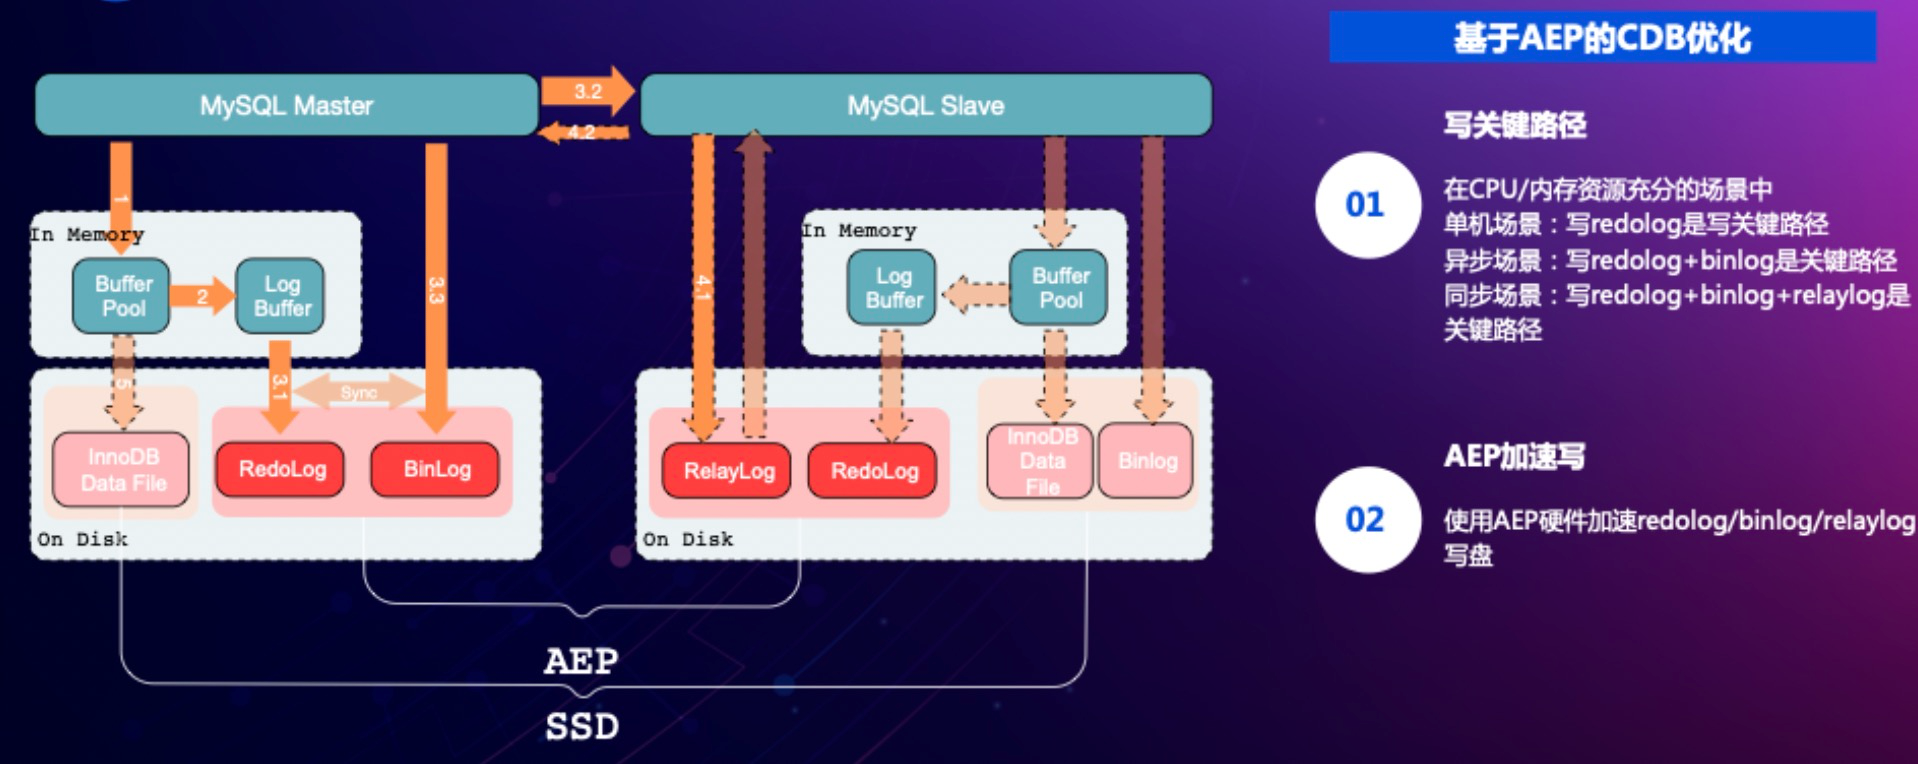 基于AEP的CDB优化
MySQL Master
3.2
4.2
MySQL Slave
1
3.3
4.1
In Memory
Buffer
Pool
2
Log
Buffer
In Memory
Log
Buffer
Buffer
Pool
5
3.1
Sync
InnoDB
Data File
RedoLog
BinLog
On Disk
RelayLog
RedoLog
InnoDB
Data
File
Binlog
On Disk
AEP
SSD
写关键路径
01
在CPU/内存资源充分的场景中
单机场景：写redolog是写关键路径
异步场景：写redolog+binlog是关键路径
同步场景：写redolog+binlog+relaylog是
关键路径
AEP加速写
02
使用AEP硬件加速redolog/binlog/relaylog
写盘